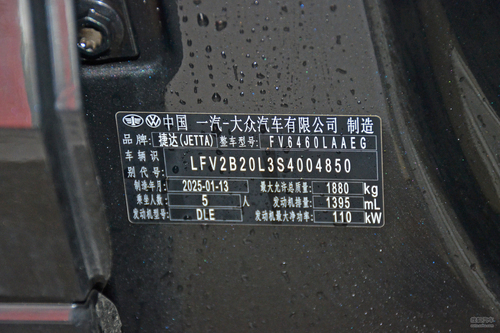 中国 一汽-大众汽车有限公司 制造
品牌: 捷达(JETTA) 整车型号: FV6460LAAEG
车辆识别代号: LFV2B20L3S4004850
制造年月 2025-01-13 最大允许总质量 1880 kg
乘坐人数 5 人 发动机排量 1395 mL
发动机型号 DLE 发动机最大净功率 110 kW